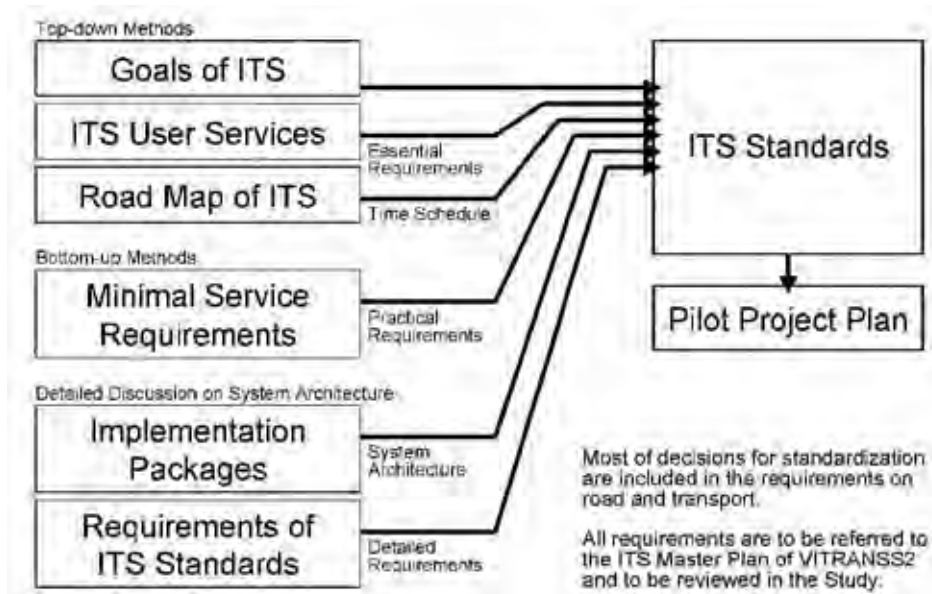 Top-down Methods
Goals of ITS
ITS User Services
Essential
Requirements
Road Map of ITS
Time Schedule
Bottom-up Methods
Minimal Service
Requirements
Practical
Requirements
Detailed Discussion on System Architecture
Implementation
Packages
System
Architecture
Requirements of
ITS Standards
Detailed
Requirements
ITS Standards
Pilot Project Plan
Most of decisions for standardization
are included in the requirements on
road and transport.
All requirements are to be referred to
the ITS Master Plan of VITRANSS2
and to be reviewed in the Study.